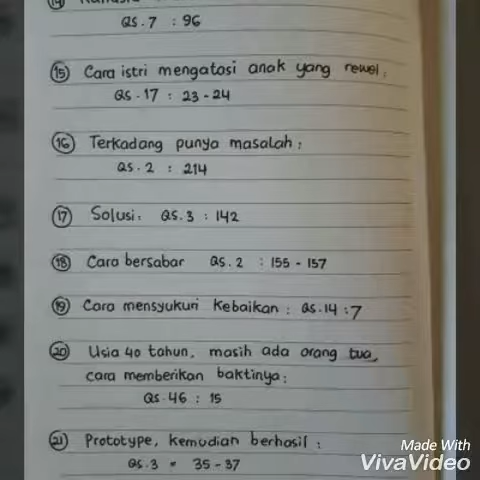 14
QS. 7 : 96
15 Cara istri mengatasi anak yang rewel :
QS. 17 : 23 - 24
16 Terkadang punya masalah :
QS. 2 : 214
17 Solusi : QS. 3 : 142
18 Cara bersabar QS. 2 : 155 - 157
19 Cara mensyukuri kebaikan : QS. 14 : 7
20 Usia 40 tahun, masih ada orang tua,
cara memberikan baktinya :
QS. 46 : 15
21 Prototype, kemudian berhasil :
QS. 3 = 35 - 37
Made With
VivaVideo